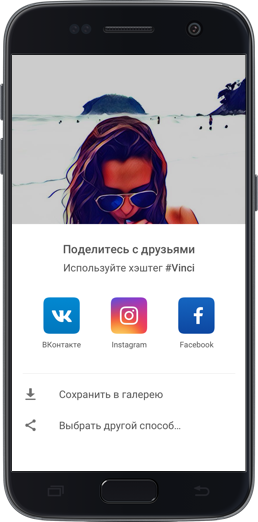 Поделитесь с друзьями
Используйте хэштег #Vinci
ВКонтакте Instagram Facebook
Сохранить в галерею
Выбрать другой способ...